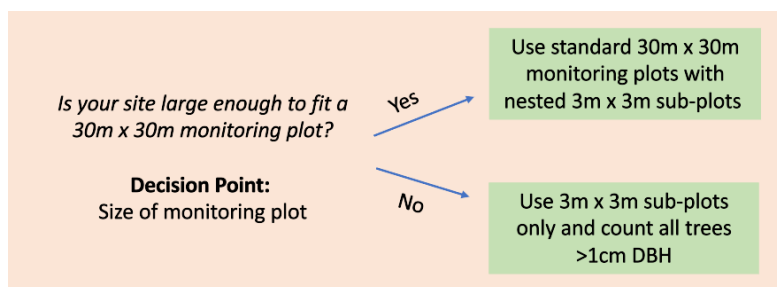 Is your site large enough to fit a
30m x 30m monitoring plot?
Decision Point:
Size of monitoring plot
Yes
No
Use standard 30m x 30m
monitoring plots with
nested 3m x 3m sub-plots
Use 3m x 3m sub-plots
only and count all trees
>1cm DBH